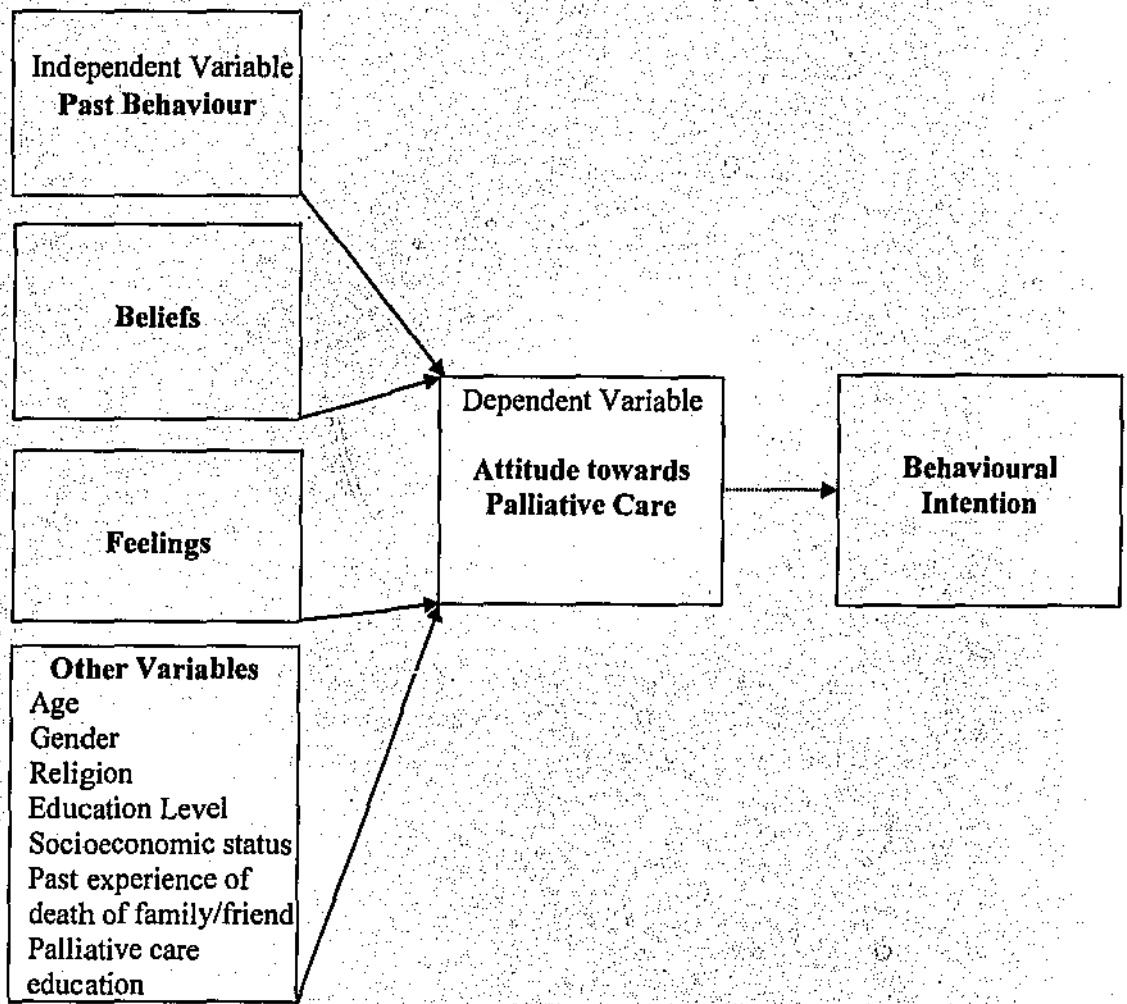 Independent Variable
Past Behaviour
Beliefs
Feelings
Other Variables
Age
Gender
Religion
Education Level
Socioeconomic status
Past experience of
death of family/friend
Palliative care
education
Dependent Variable
Attitude towards
Palliative Care
Behavioural
Intention